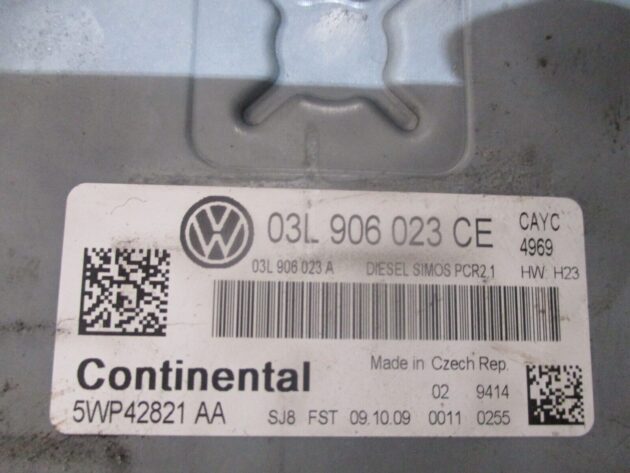 VW 03L 906 023 CE CAYC
4969
03L 906 023 A DIESEL SIMOS PCR2.1 HW: H23
Continental
Made in Czech Rep.
02 9414
5WP42821 AA SJ8 FST 09.10.09 0011 0255